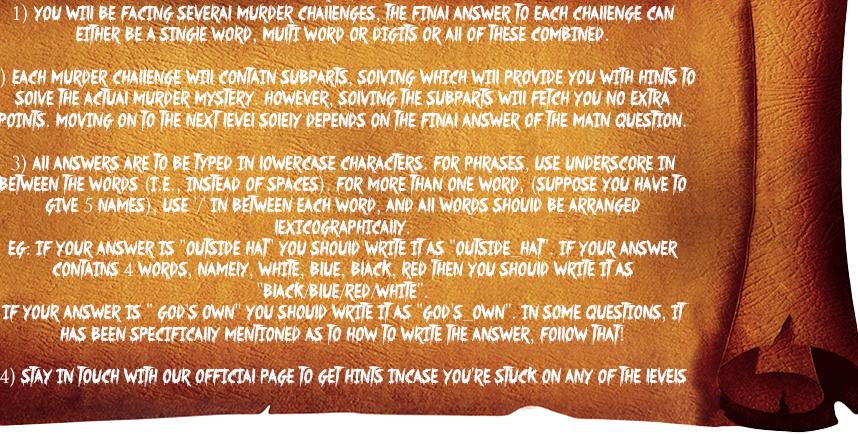 1) YOU WILL BE FACING SEVERAL MURDER CHALLENGES, THE FINAL ANSWER TO EACH CHALLENGE CAN
EITHER BE A SINGLE WORD, MULTI WORD OR DIGITS OR ALL OF THESE COMBINED.
) EACH MURDER CHALLENGE WILL CONTAIN SUBPARTS. SOLVING WHICH WILL PROVIDE YOU WITH HINTS TO
SOLVE THE ACTUAL MURDER MYSTERY. HOWEVER, SOLVING THE SUBPARTS WILL FETCH YOU NO EXTRA
POINTS. MOVING ON TO THE NEXT LEVEL SOLELY DEPENDS ON THE FINAL ANSWER OF THE MAIN QUESTION.
3) ALL ANSWERS ARE TO BE TYPED IN LOWERCASE CHARACTERS. FOR PHRASES, USE UNDERSCORE IN
BETWEEN THE WORDS (I.E., INSTEAD OF SPACES). FOR MORE THAN ONE WORD, (SUPPOSE YOU HAVE TO
GIVE 5 NAMES), USE '/' IN BETWEEN EACH WORD, AND ALL WORDS SHOULD BE ARRANGED
LEXICOGRAPHICALLY.
EG: IF YOUR ANSWER IS "OUTSIDE HAT" YOU SHOULD WRITE IT AS "OUTSIDE_HAT". IF YOUR ANSWER
CONTAINS 4 WORDS, NAMELY, WHITE, BLUE, BLACK, RED THEN YOU SHOULD WRITE IT AS
"BLACK/BLUE/RED/WHITE"
IF YOUR ANSWER IS " GOD'S OWN" YOU SHOULD WRITE IT AS "GOD'S_OWN". IN SOME QUESTIONS, IT
HAS BEEN SPECIFICALLY MENTIONED AS TO HOW TO WRITE THE ANSWER, FOLLOW THAT!
4) STAY IN TOUCH WITH OUR OFFICIAL PAGE TO GET HINTS INCASE YOU'RE STUCK ON ANY OF THE LEVELS